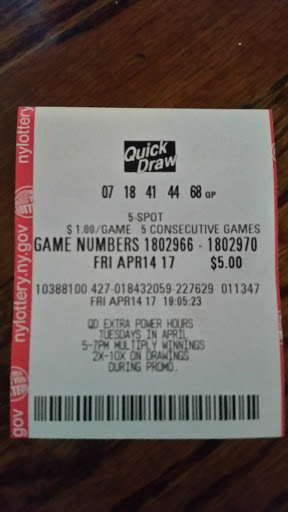 Quick
Draw
07 18 41 44 68 QP
5-SPOT
$1.00/GAME 5 CONSECUTIVE GAMES
GAME NUMBERS 1802966 - 1802970
FRI APR14 17 $5.00
10388100 427-018432059-227629 011347
FRI APR14 17 19:05:23
QD EXTRA POWER HOURS
TUESDAYS IN APRIL
5-7PM MULTIPLY WINNINGS
2X-10X ON DRAWINGS
DURING PROMO.
nylottery
nylottery.ny.gov
gov